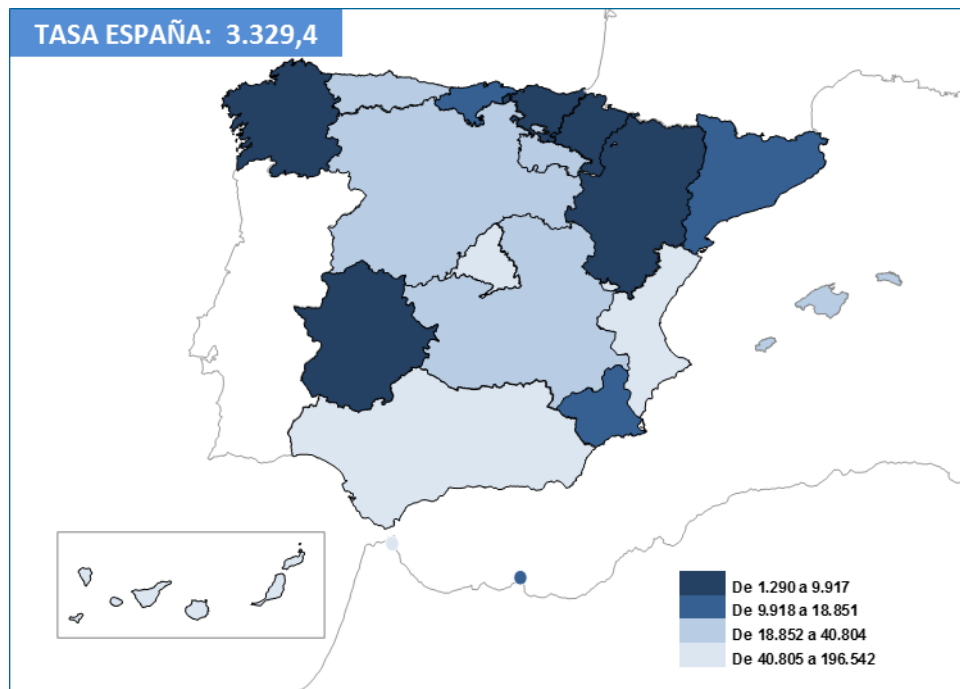 TASA ESPAÑA: 3.329,4
De 1.290 a 9.917
De 9.918 a 18.851
De 18.852 a 40.804
De 40.805 a 196.542